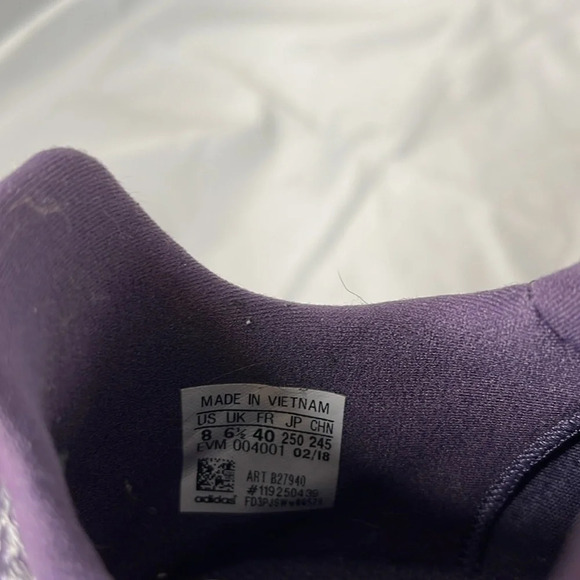 MADE IN VIETNAM
US UK FR JP CHN
8 6½ 40 250 245
EVM 004001 02/18
ART B27940
#119250439
adidas